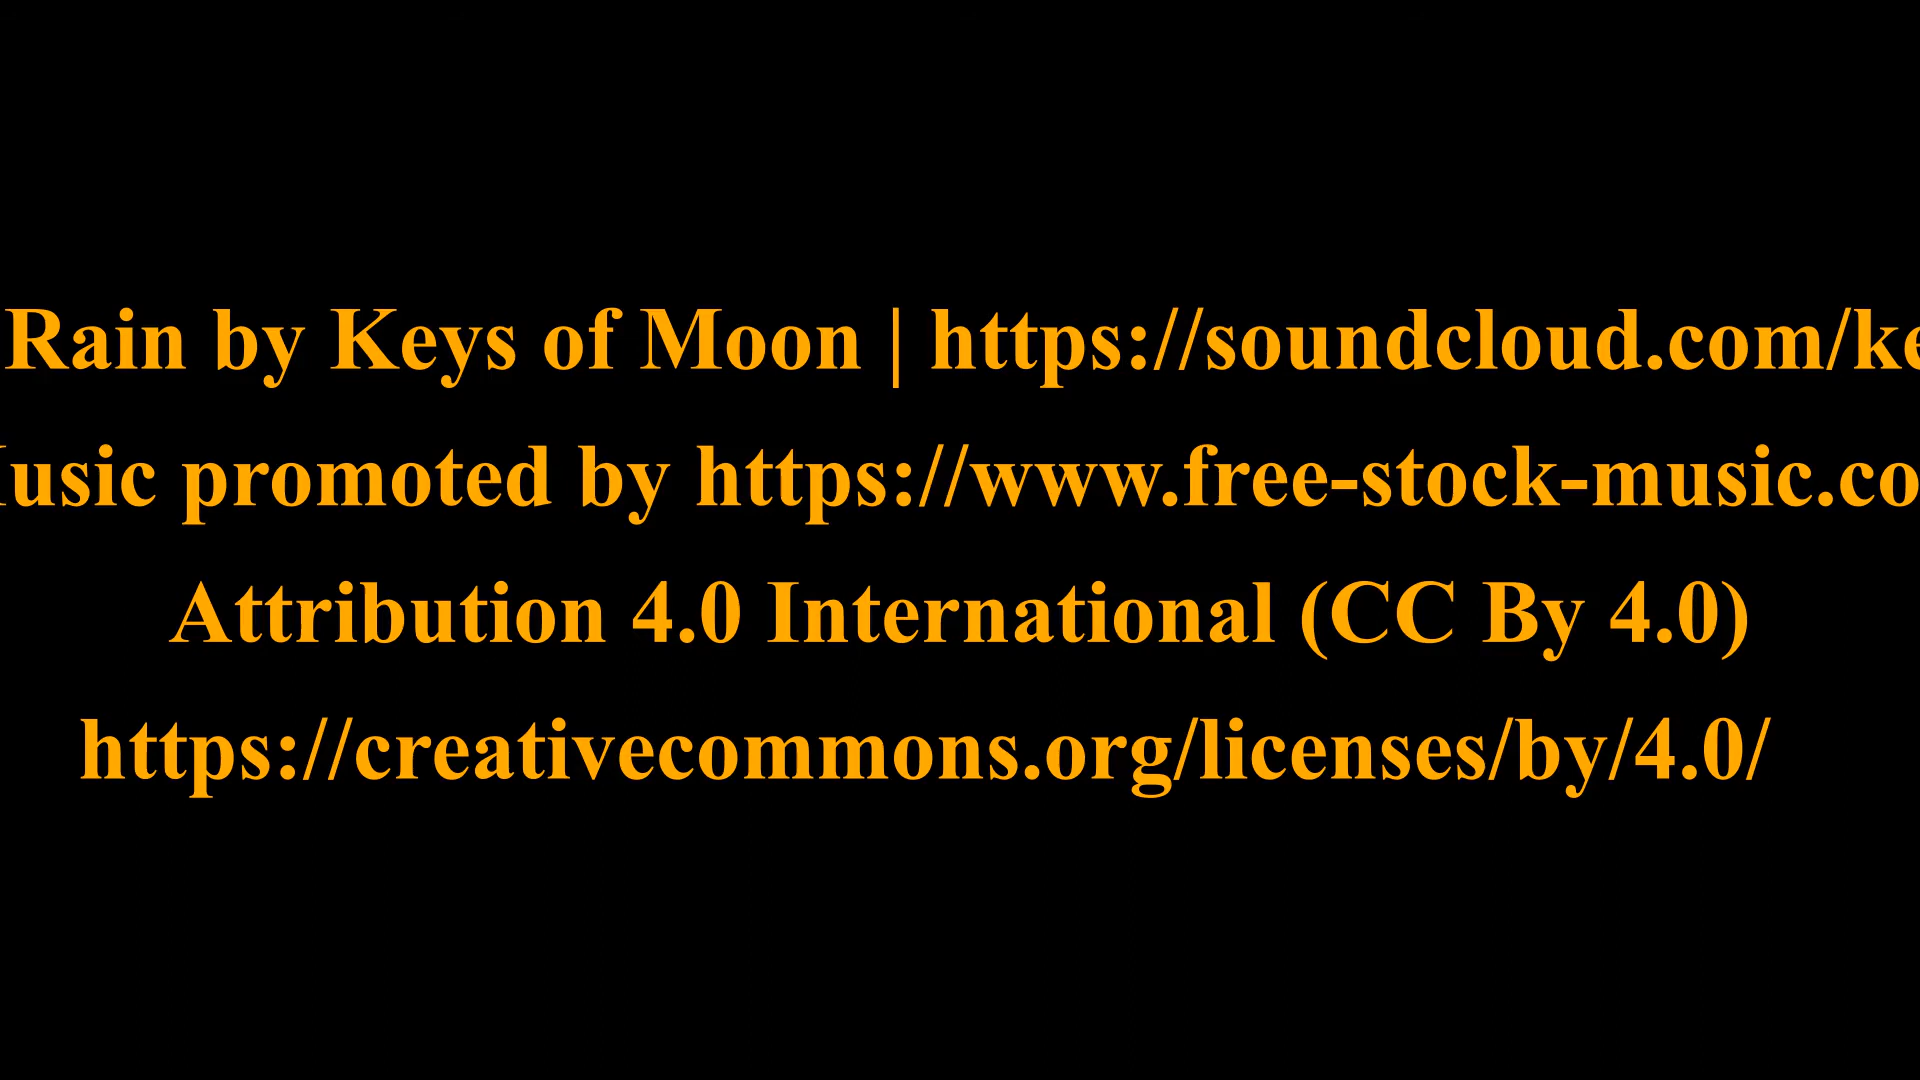 Rain by Keys of Moon | https://soundcloud.com/ke
usic promoted by https://www.free-stock-music.co
Attribution 4.0 International (CC By 4.0)
https://creativecommons.org/licenses/by/4.0/